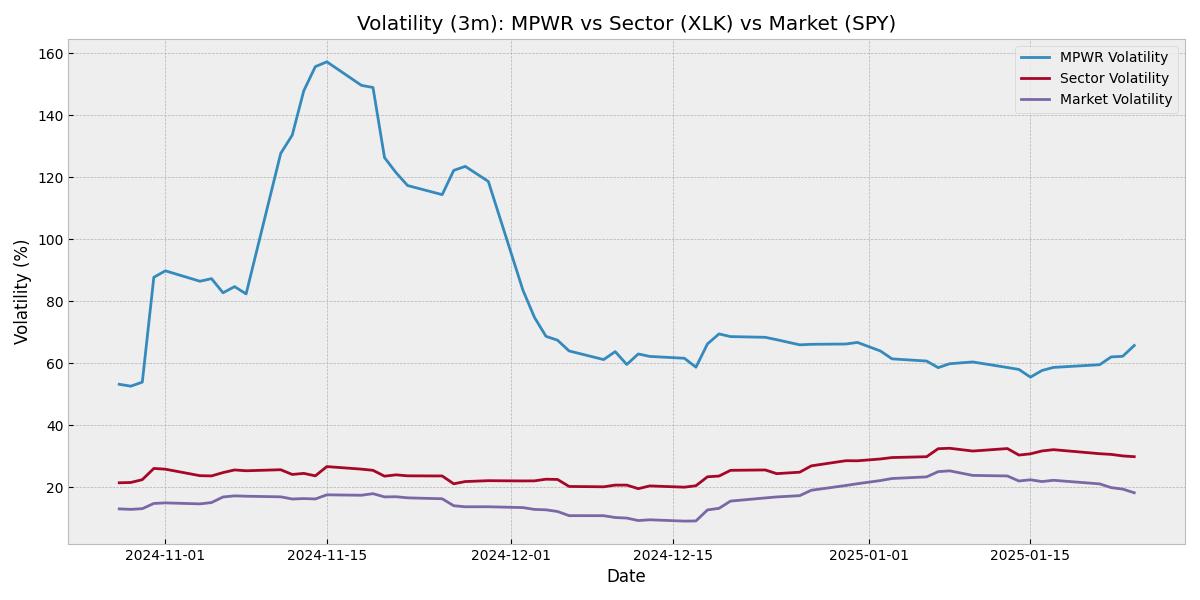 Volatility (3m): MPWR vs Sector (XLK) vs Market (SPY)
MPWR Volatility
Sector Volatility
Market Volatility
Volatility (%)
160
140
120
100
80
60
40
20
2024-11-01
2024-11-15
2024-12-01
2024-12-15
2025-01-01
2025-01-15
Date